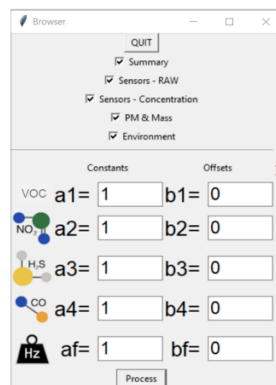 Browser
QUIT
Summary
Sensors - RAW
Sensors - Concentration
PM & Mass
Environment
Constants Offsets
VOC a1= 1 b1= 0
NO₂ a2= 1 b2= 0
H₂S a3= 1 b3= 0
CO a4= 1 b4= 0
Hz af= 1 bf= 0
Process